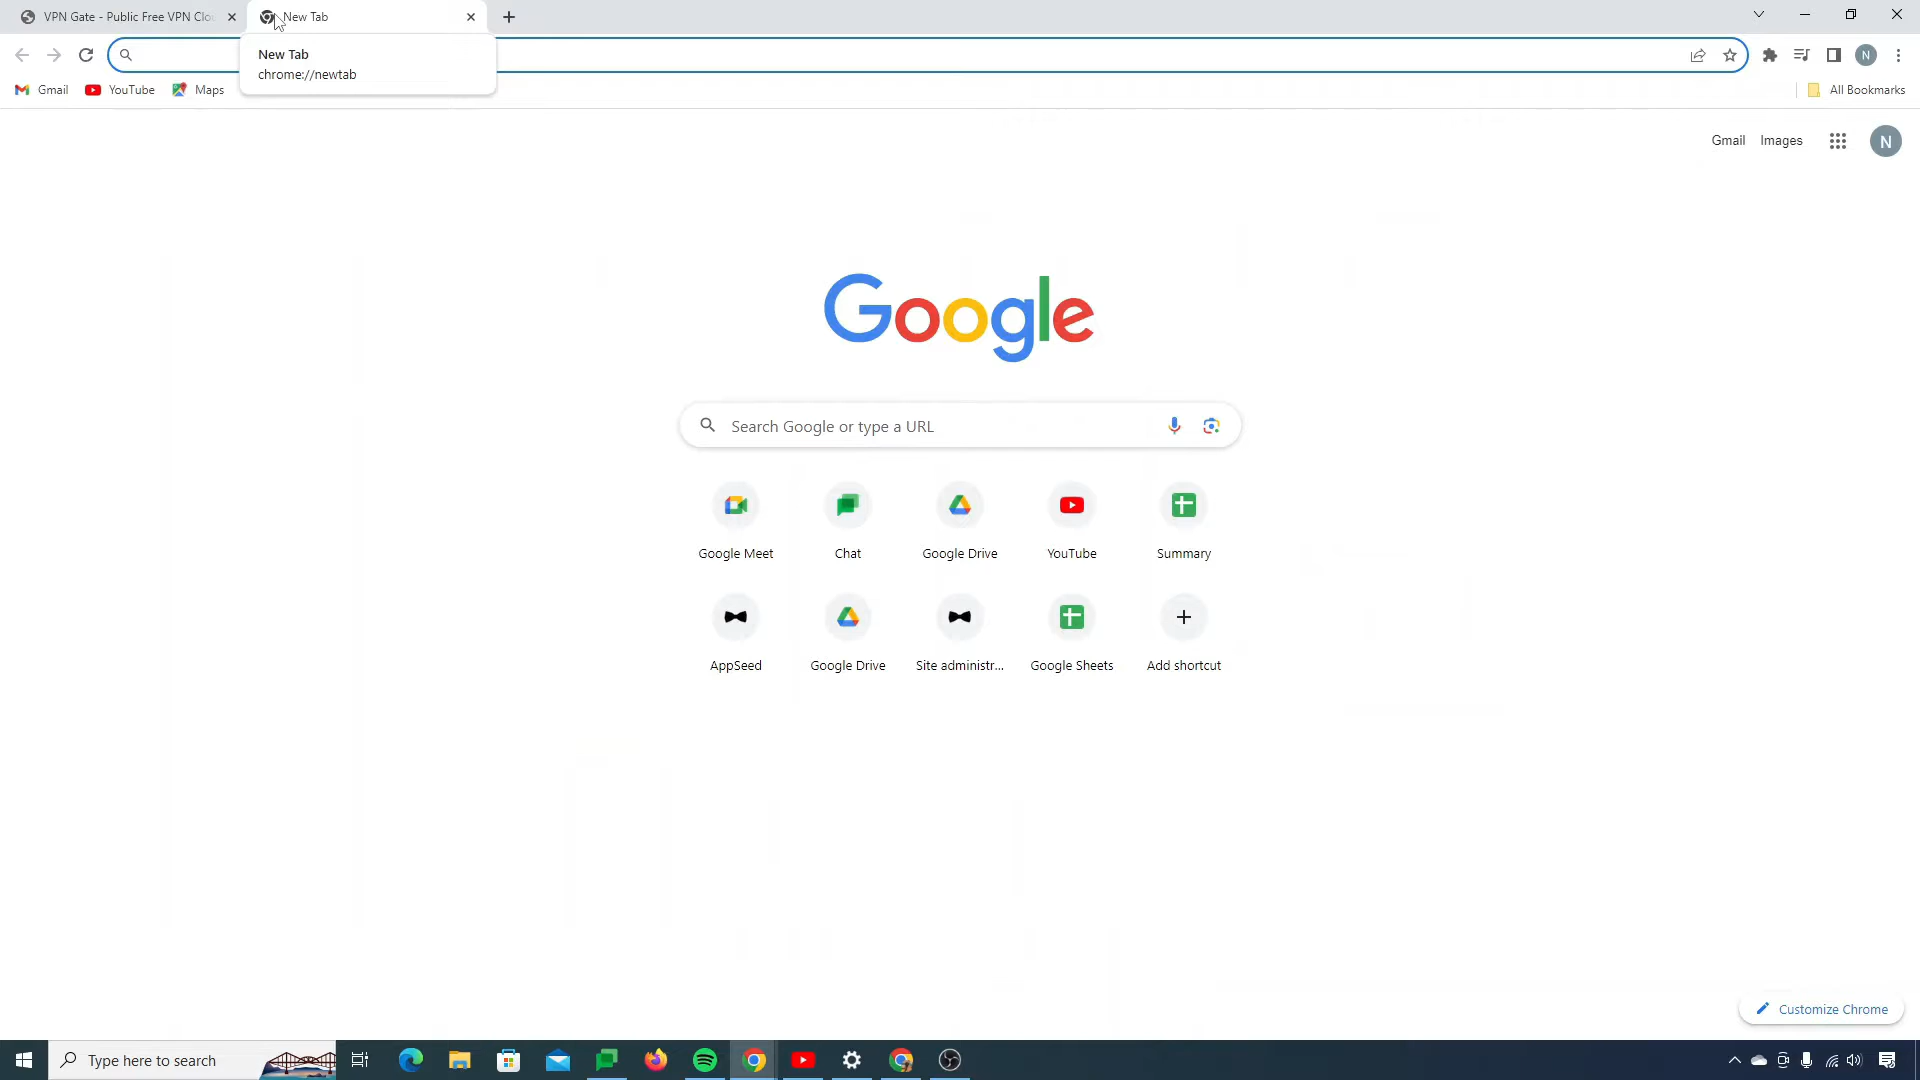 VPN Gate - Public Free VPN Clo
New Tab
New Tab
chrome://newtab
Gmail
YouTube
Maps
All Bookmarks
N
Gmail
Images
N
Google
Search Google or type a URL
Google Meet
Chat
Google Drive
YouTube
Summary
AppSeed
Google Drive
Site administr...
Google Sheets
Add shortcut
Customize Chrome
Type here to search